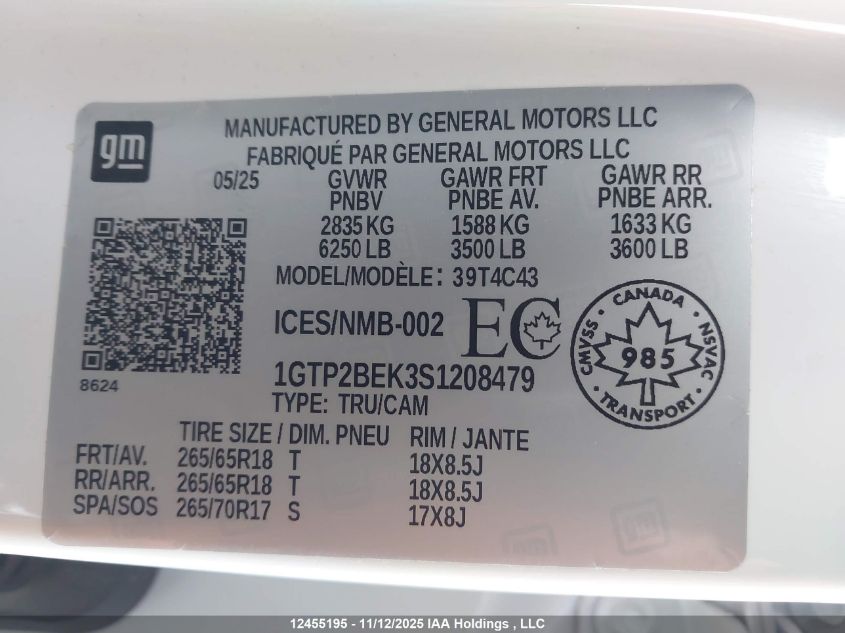 gm
MANUFACTURED BY GENERAL MOTORS LLC
FABRIQUÉ PAR GENERAL MOTORS LLC
05/25 GVWR GAWR FRT GAWR RR
PNBV PNBE AV. PNBE ARR.
2835 KG 1588 KG 1633 KG
6250 LB 3500 LB 3600 LB
MODEL/MODÈLE: 39T4C43
ICES/NMB-002 EC
CANADA
CMVSS 985 NSVAC
TRANSPORT
8624
1GTP2BEK3S1208479
TYPE: TRU/CAM
TIRE SIZE / DIM. PNEU RIM / JANTE
FRT/AV. 265/65R18 T 18X8.5J
RR/ARR. 265/65R18 T 18X8.5J
SPA/SOS 265/70R17 S 17X8J
12455195 - 11/12/2025 IAA Holdings , LLC